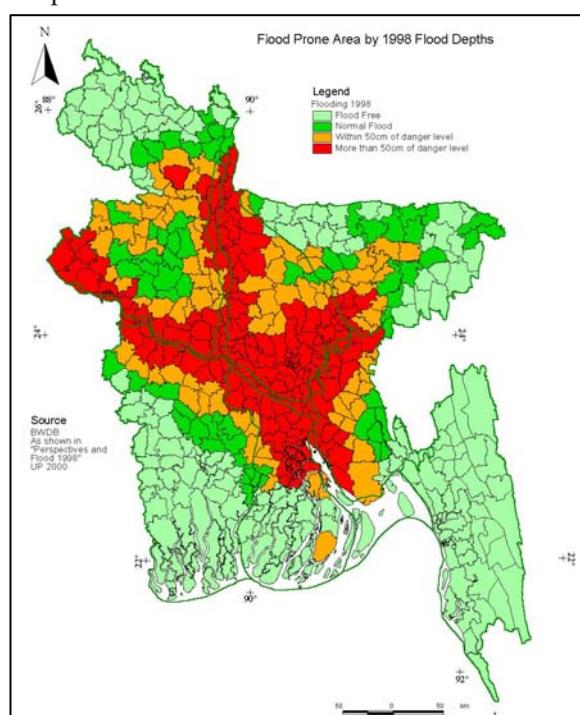 Flood Prone Area by 1998 Flood Depths
N
88°
26°
90°
Legend
Flooding 1998
Flood Free
Normal Flood
Within 50cm of danger level
More than 50cm of danger level
24°
24°
Source
BWDB
As shown in
"Perspectives and
Flood 1998"
UP 2000
22°
22°
90°
92°
50 0 50 km